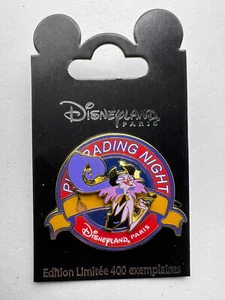 Disneyland
PARIS
PIN TRADING NIGHT
Disneyland PARIS
Edition Limitée 400 exemplaires